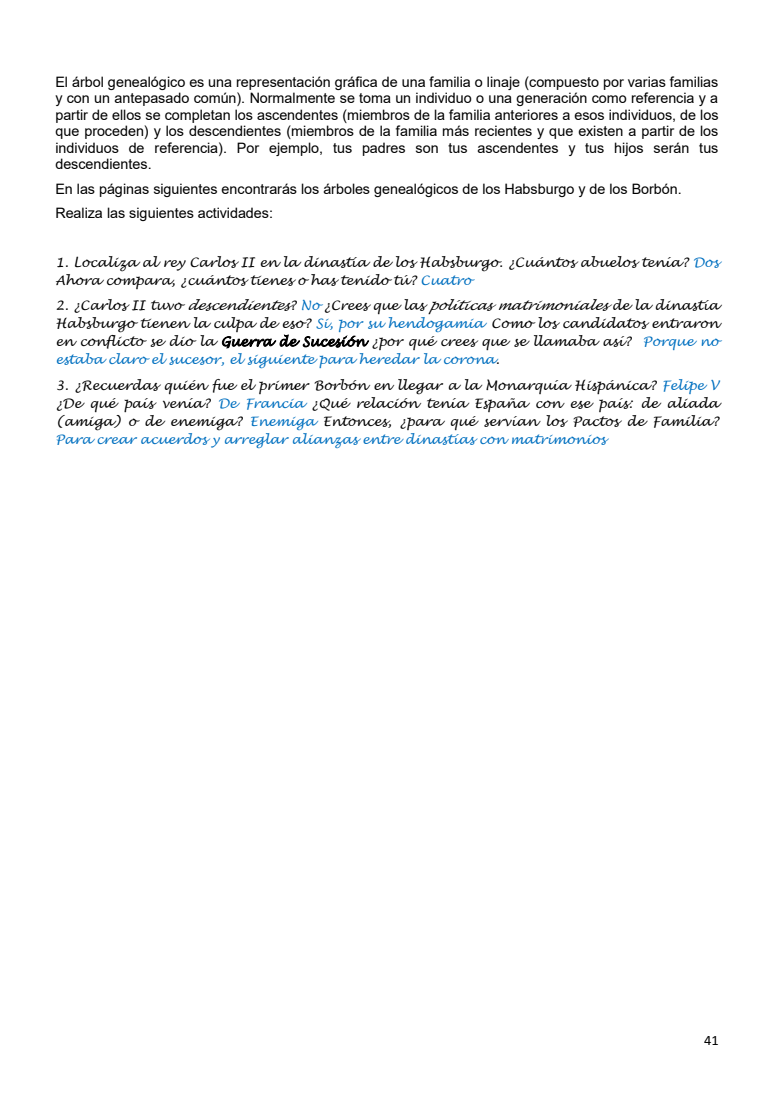 El árbol genealógico es una representación gráfica de una familia o linaje (compuesto por varias familias
y con un antepasado común). Normalmente se toma un individuo o una generación como referencia y a
partir de ellos se completan los ascendentes (miembros de la familia anteriores a esos individuos, de los
que proceden) y los descendientes (miembros de la familia más recientes y que existen a partir de los
individuos de referencia). Por ejemplo, tus padres son tus ascendentes y tus hijos serán tus
descendientes.
En las páginas siguientes encontrarás los árboles genealógicos de los Habsburgo y de los Borbón.
Realiza las siguientes actividades:
1. Localiza al rey Carlos II en la dinastía de los Habsburgo. ¿Cuántos abuelos tenía? Dos
Ahora compara, ¿cuántos tienes o has tenido tú? Cuatro
2. ¿Carlos II tuvo descendientes? No ¿Crees que las políticas matrimoniales de la dinastía
Habsburgo tienen la culpa de eso? Sí, por su hendogamia Como los candidatos entraron
en conflicto se dio la Guerra de Sucesión ¿por qué crees que se llamaba así? Porque no
estaba claro el sucesor, el siguiente para heredar la corona.
3. ¿Recuerdas quién fue el primer Borbón en llegar a la Monarquía Hispánica? Felipe V
¿De qué país venía? De Francia ¿Qué relación tenía España con ese país: de aliada
(amiga) o de enemiga? Enemiga Entonces, ¿para qué servían los Pactos de Familia?
Para crear acuerdos y arreglar alianzas entre dinastías con matrimonios
41